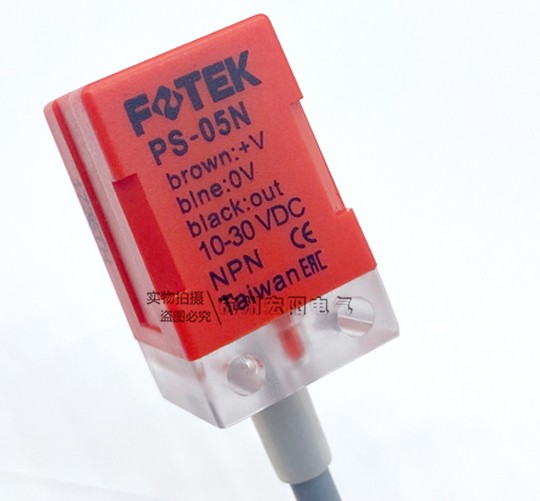 FOTEK
PS-05N
brown:+V
blne:0V
black:out
10-30 VDC
NPN CE
Taiwan EAC
实物拍摄
盗图必究
宏阳电气